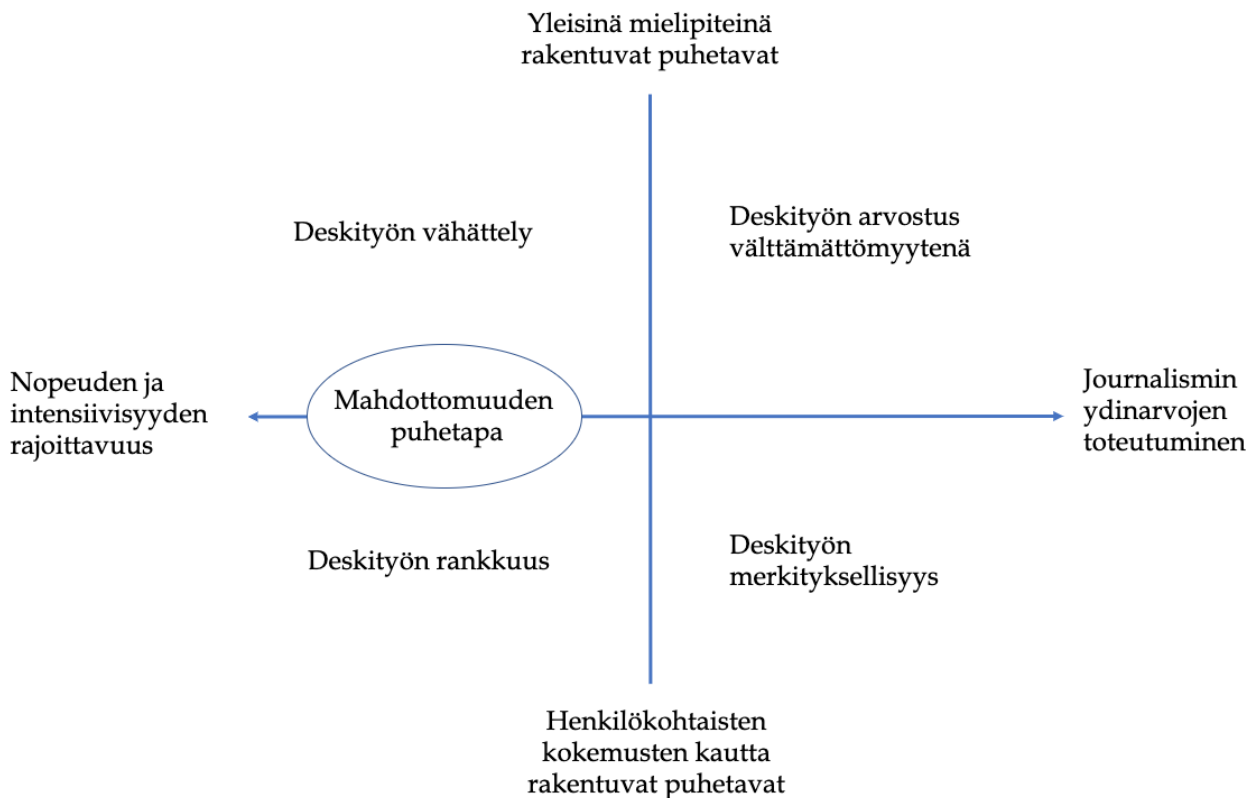 Yleisinä mielipiteinä
rakentuvat puhetavat
Deskityön vähättely
Deskityön arvostus
välttämättömyytenä
Nopeuden ja
intensiivisyyden
rajoittavuus
Mahdottomuuden
puhetapa
Journalismin
ydinarvojen
toteutuminen
Deskityön rankkuus
Deskityön
merkityksellisyys
Henkilökohtaisten
kokemusten kautta
rakentuvat puhetavat